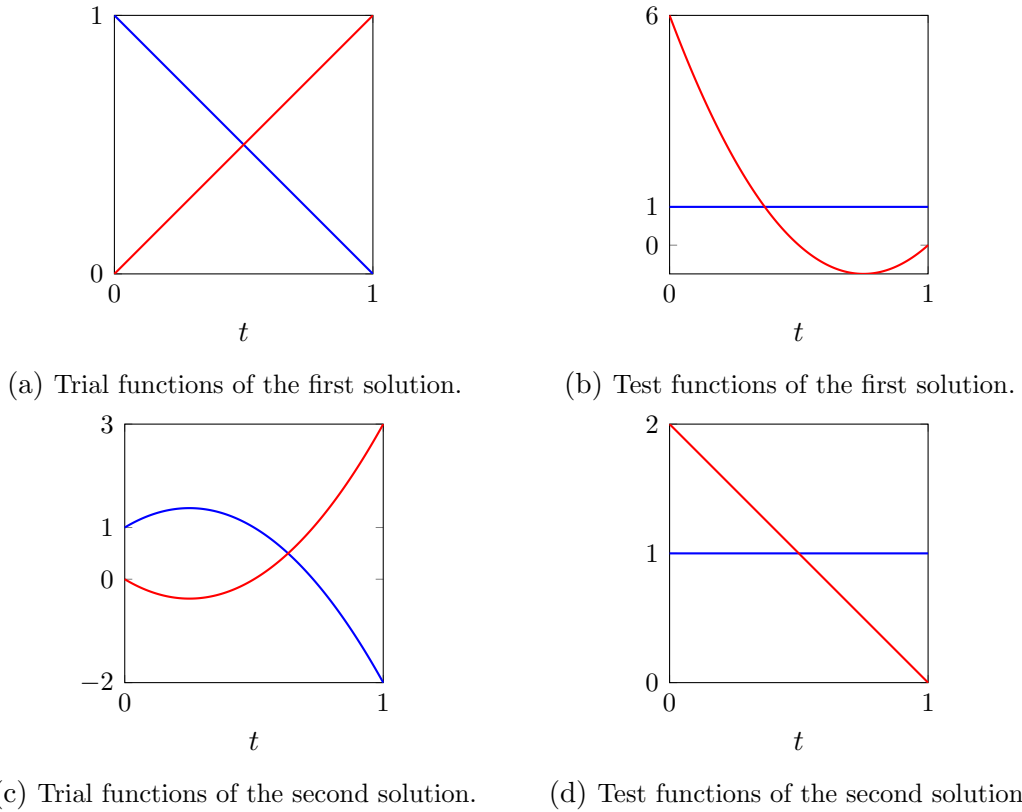 1
0
0 1
t
(a) Trial functions of the first solution.
6
1
0
0 1
t
(b) Test functions of the first solution.
3
1
0
−2
0 1
t
c) Trial functions of the second solution.
2
1
0
0 1
t
(d) Test functions of the second solution